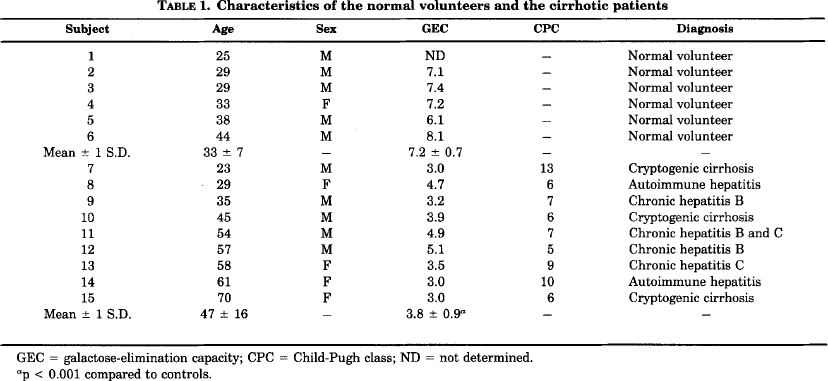 TABLE 1. Characteristics of the normal volunteers and the cirrhotic patients
Subject Age Sex GEC CPC Diagnosis
1 25 M ND – Normal volunteer
2 29 M 7.1 – Normal volunteer
3 29 M 7.4 – Normal volunteer
4 33 F 7.2 – Normal volunteer
5 38 M 6.1 – Normal volunteer
6 44 M 8.1 – Normal volunteer
Mean ± 1 S.D. 33 ± 7 – 7.2 ± 0.7 – –
7 23 M 3.0 13 Cryptogenic cirrhosis
8 29 F 4.7 6 Autoimmune hepatitis
9 35 M 3.2 7 Chronic hepatitis B
10 45 M 3.9 6 Cryptogenic cirrhosis
11 54 M 4.9 7 Chronic hepatitis B and C
12 57 M 5.1 5 Chronic hepatitis B
13 58 F 3.5 9 Chronic hepatitis C
14 61 F 3.0 10 Autoimmune hepatitis
15 70 F 3.0 6 Cryptogenic cirrhosis
Mean ± 1 S.D. 47 ± 16 – 3.8 ± 0.9ᵃ – –
GEC = galactose-elimination capacity; CPC = Child-Pugh class; ND = not determined.
ᵃp < 0.001 compared to controls.